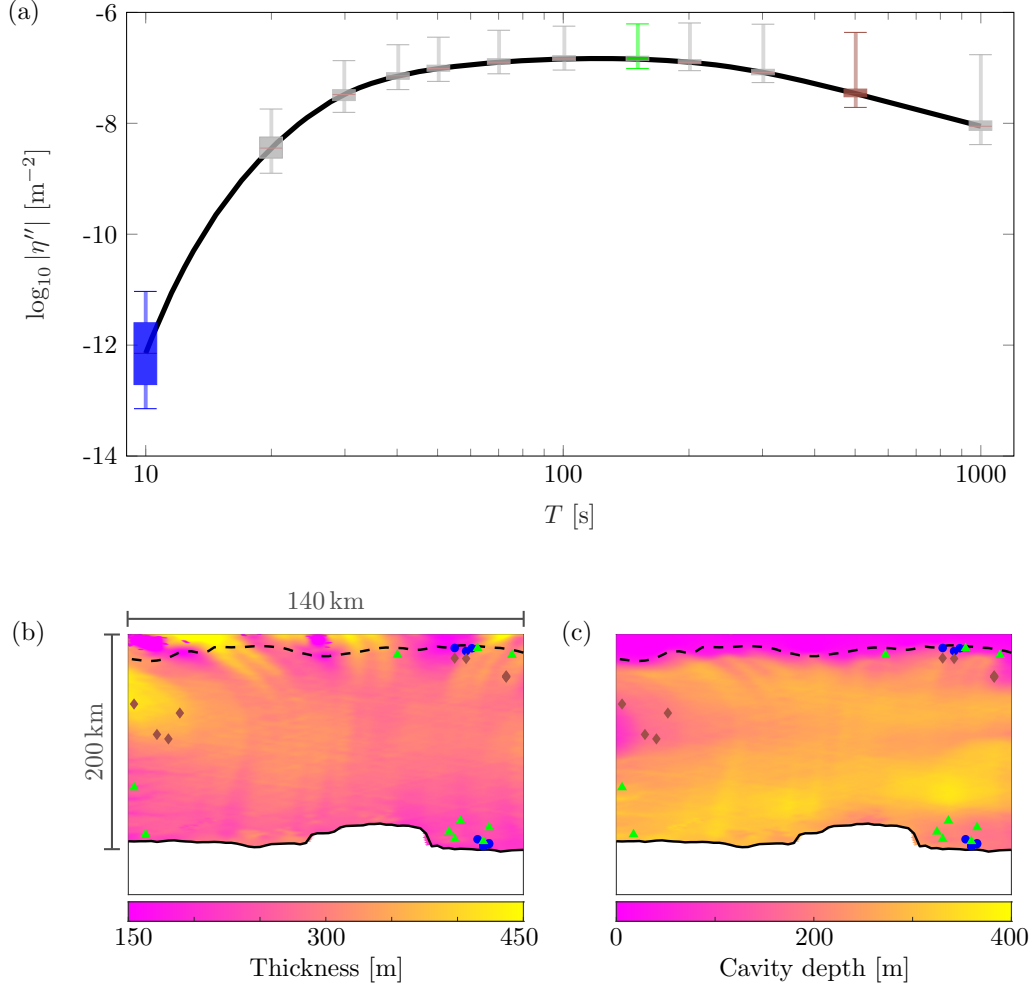 (a)
-6
-8
-10
-12
-14
log₁₀ |η′′| [m⁻²]
10
100
1000
T [s]
140 km
(b)
(c)
200 km
150
300
450
Thickness [m]
0
200
400
Cavity depth [m]